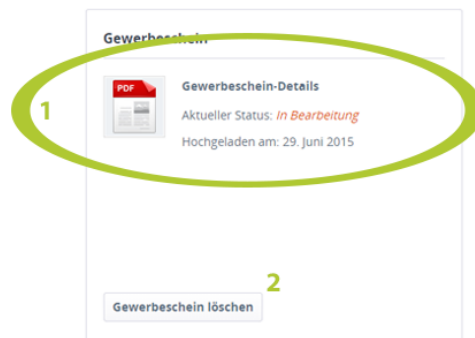 Gewerbeschein
PDF
Gewerbeschein-Details
1
Aktueller Status: In Bearbeitung
Hochgeladen am: 29. Juni 2015
2
Gewerbeschein löschen